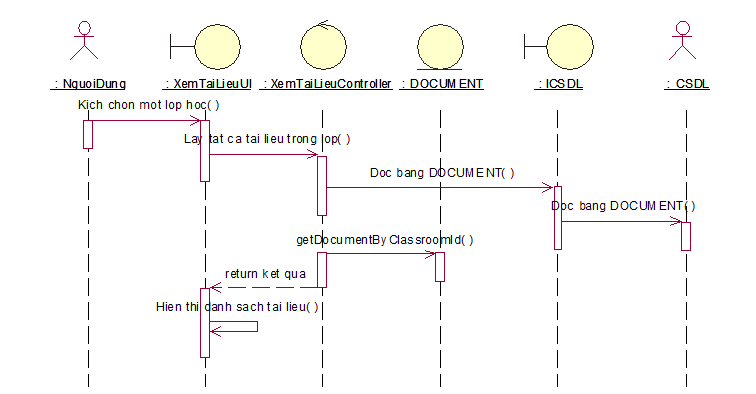 : NguoiDung : XemTaiLieuUI : XemTaiLieuController : DOCUMENT : ICSDL : CSDL
Kich chon mot lop hoc( )
Lay tat ca tai lieu trong lop( )
Doc bang DOCUMENT( )
Doc bang DOCUMENT( )
getDocumentByClassroomId( )
return ket qua
Hien thi danh sach tai lieu( )